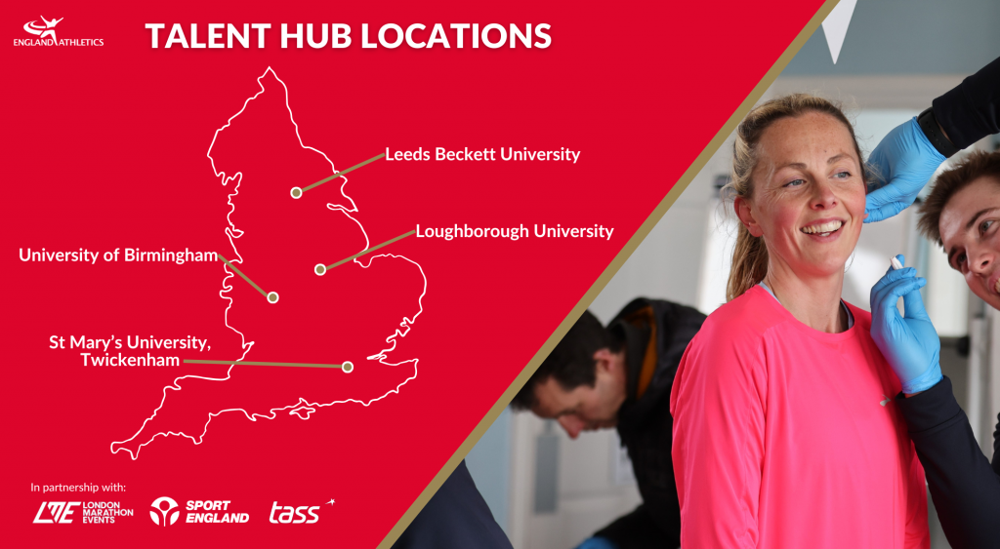 ENGLAND ATHLETICS
TALENT HUB LOCATIONS
Leeds Beckett University
Loughborough University
University of Birmingham
St Mary’s University,
Twickenham
In partnership with:
LME LONDON
MARATHON
EVENTS
SPORT
ENGLAND
tass